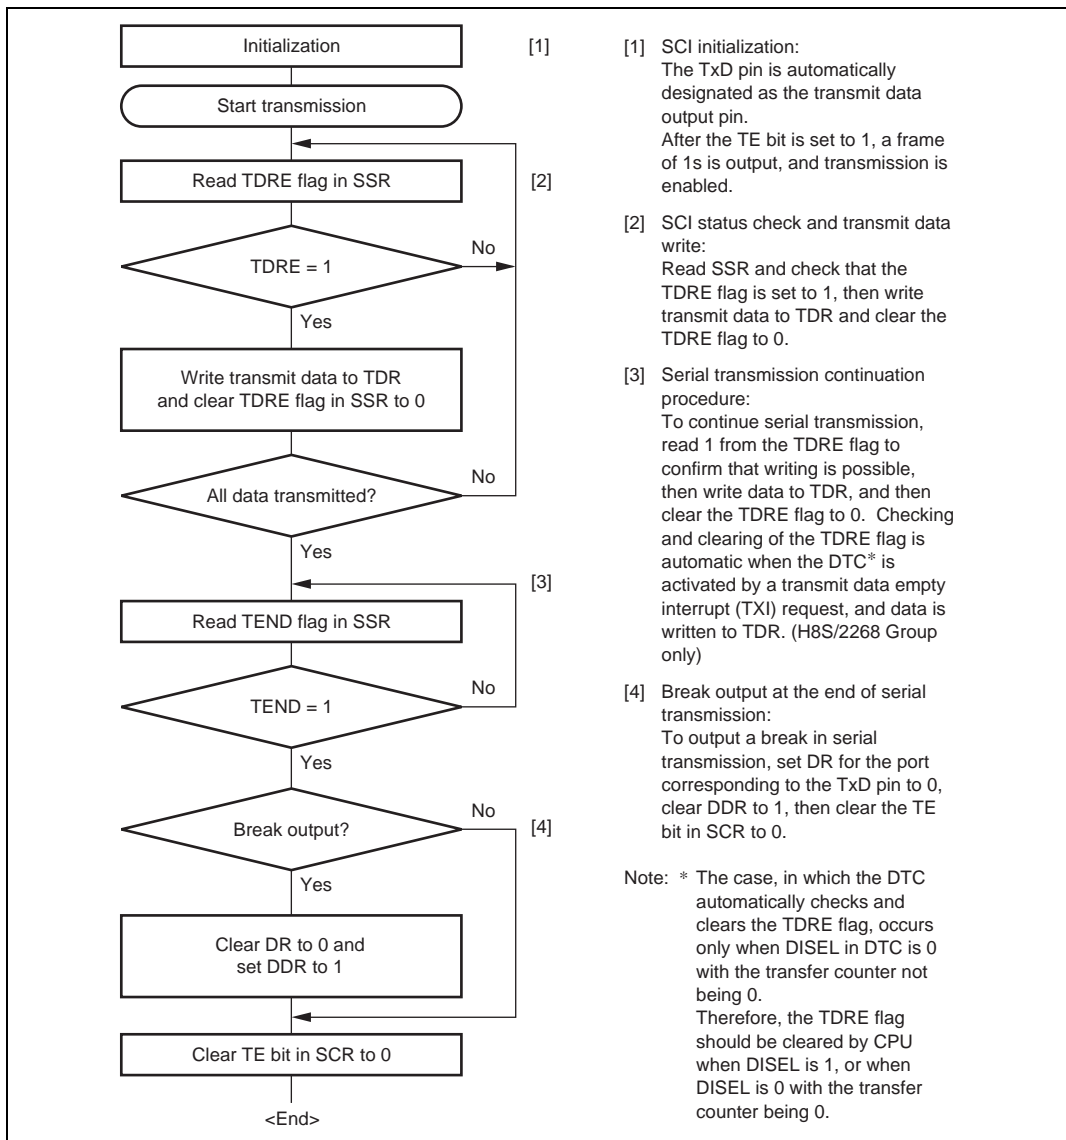 Initialization
[1]
Start transmission
Read TDRE flag in SSR
[2]
TDRE = 1
No
Yes
Write transmit data to TDR
and clear TDRE flag in SSR to 0
All data transmitted?
No
Yes
[3]
Read TEND flag in SSR
TEND = 1
No
Yes
Break output?
No
[4]
Yes
Clear DR to 0 and
set DDR to 1
Clear TE bit in SCR to 0
<End>
[1] SCI initialization:
The TxD pin is automatically
designated as the transmit data
output pin.
After the TE bit is set to 1, a frame
of 1s is output, and transmission is
enabled.
[2] SCI status check and transmit data
write:
Read SSR and check that the
TDRE flag is set to 1, then write
transmit data to TDR and clear the
TDRE flag to 0.
[3] Serial transmission continuation
procedure:
To continue serial transmission,
read 1 from the TDRE flag to
confirm that writing is possible,
then write data to TDR, and then
clear the TDRE flag to 0. Checking
and clearing of the TDRE flag is
automatic when the DTC* is
activated by a transmit data empty
interrupt (TXI) request, and data is
written to TDR. (H8S/2268 Group
only)
[4] Break output at the end of serial
transmission:
To output a break in serial
transmission, set DR for the port
corresponding to the TxD pin to 0,
clear DDR to 1, then clear the TE
bit in SCR to 0.
Note: * The case, in which the DTC
automatically checks and
clears the TDRE flag, occurs
only when DISEL in DTC is 0
with the transfer counter not
being 0.
Therefore, the TDRE flag
should be cleared by CPU
when DISEL is 1, or when
DISEL is 0 with the transfer
counter being 0.